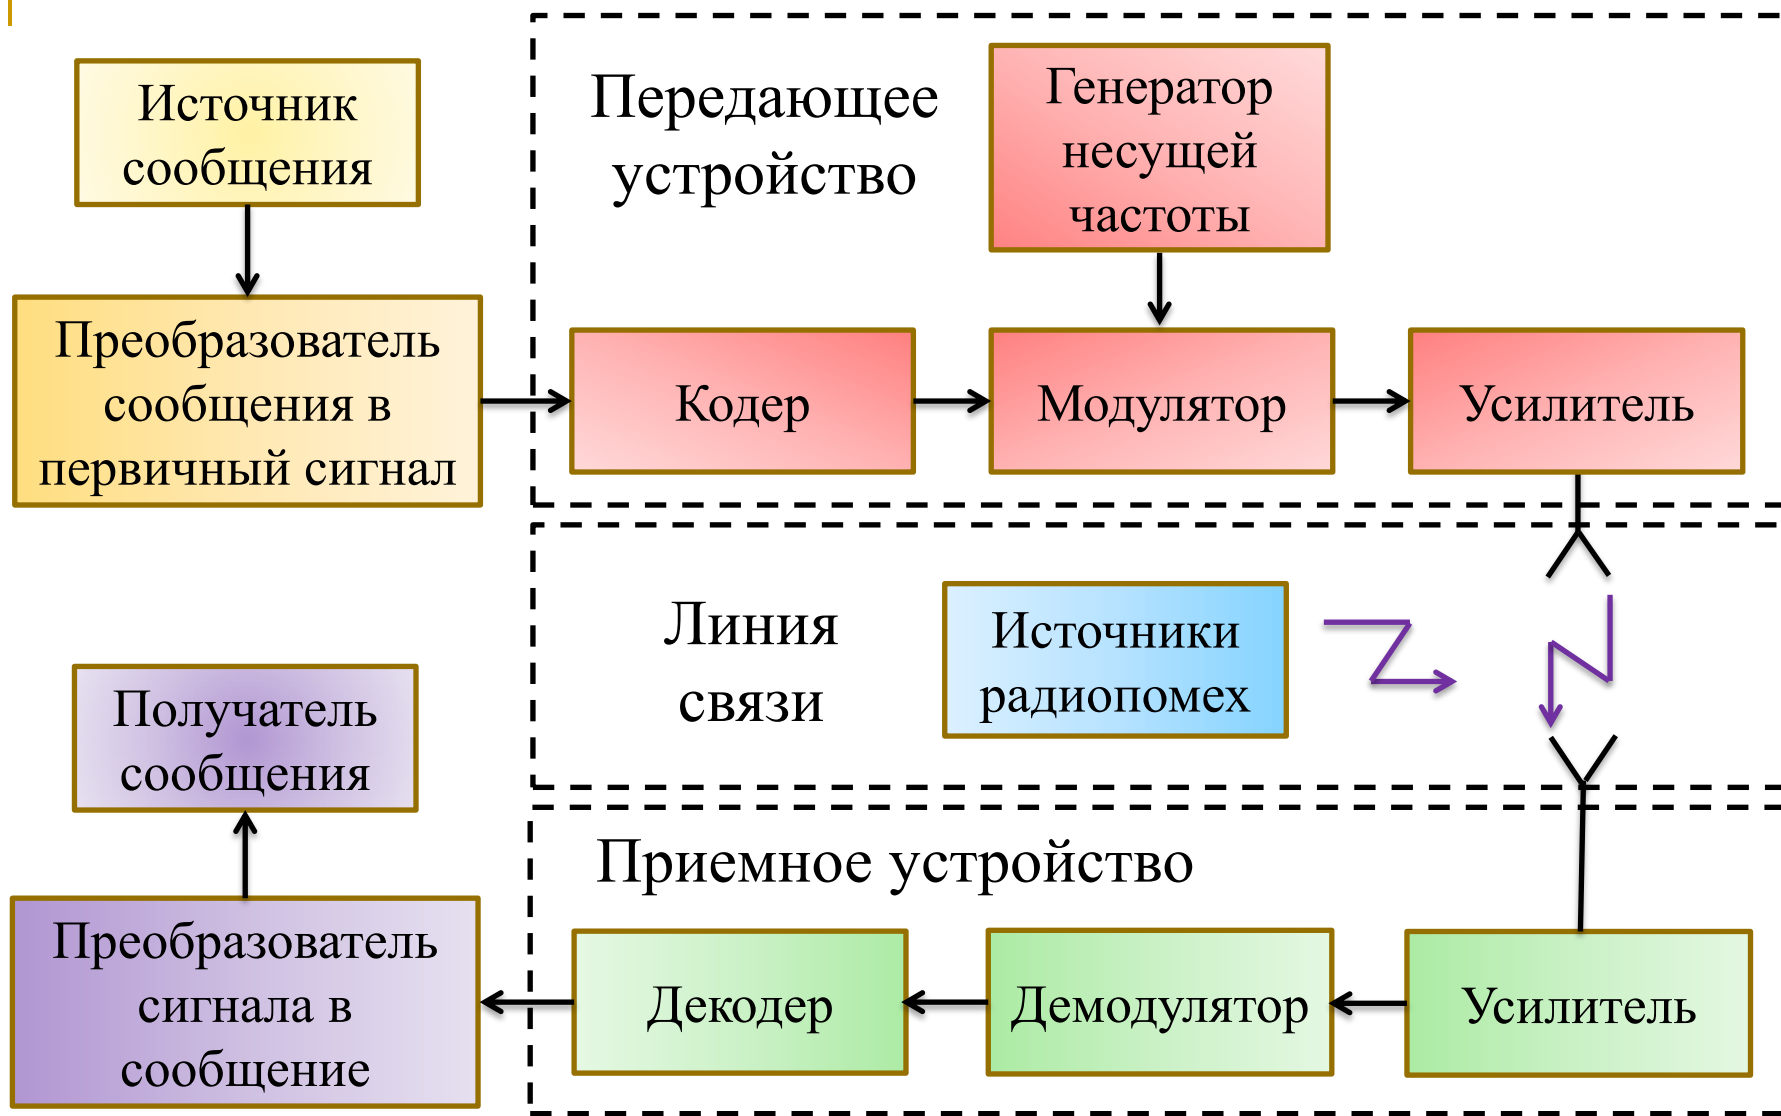 Источник
сообщения
Преобразователь
сообщения в
первичный сигнал
Передающее
устройство
Генератор
несущей
частоты
Кодер
Модулятор
Усилитель
Линия
связи
Источники
радиопомех
Приемное устройство
Усилитель
Демодулятор
Декодер
Преобразователь
сигнала в
сообщение
Получатель
сообщения